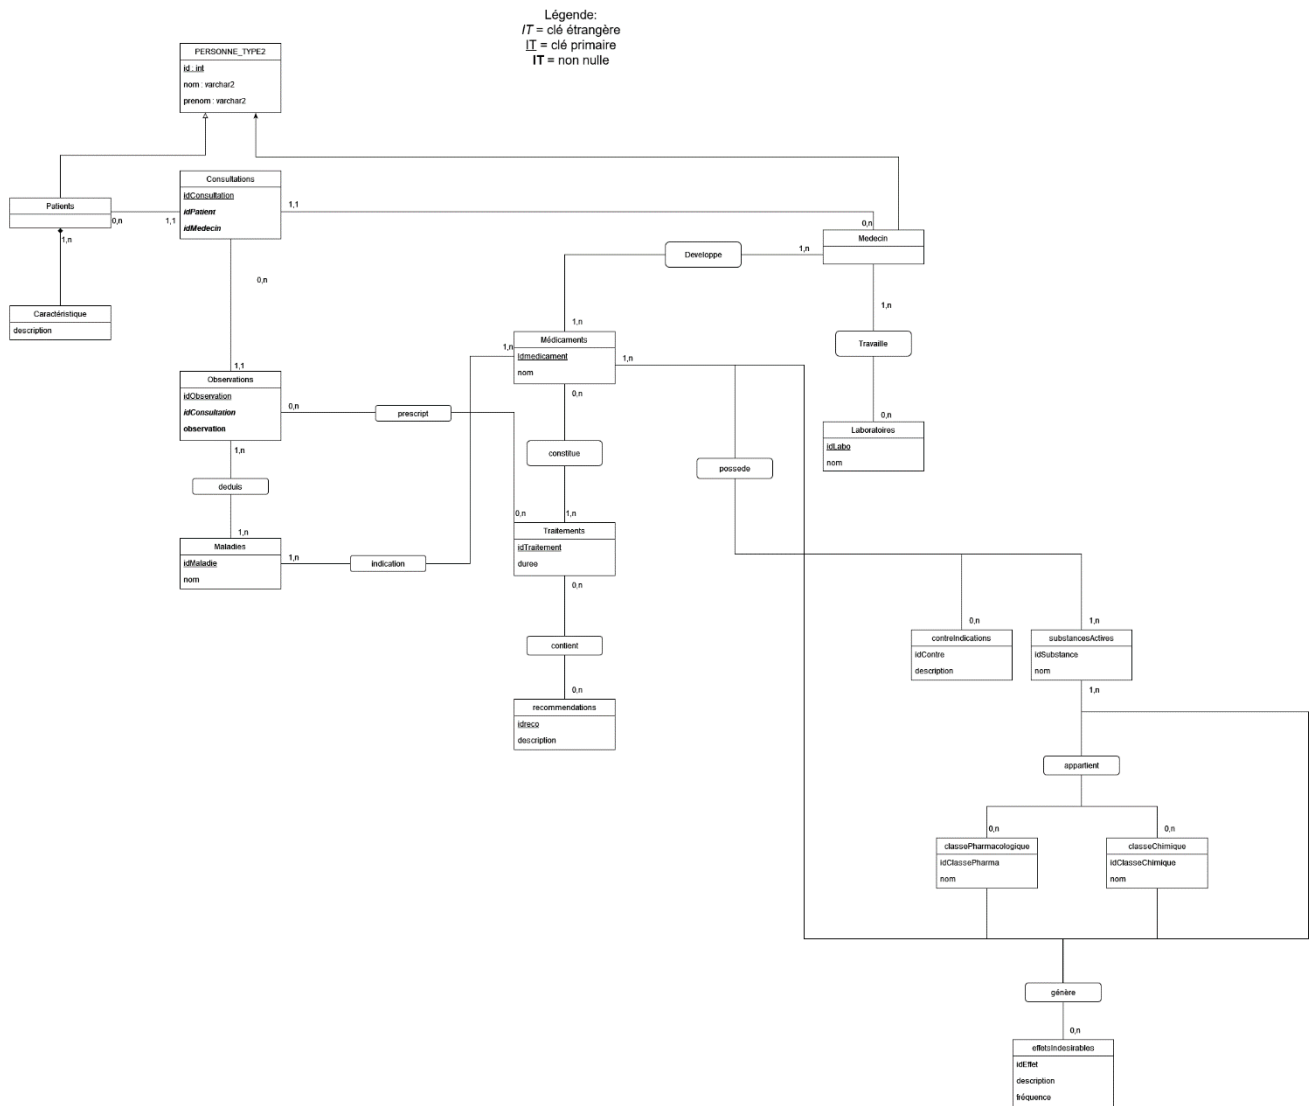 Légende:
IT = clé étrangère
IT = clé primaire
IT = non nulle
PERSONNE_TYPE2
id : int
nom : varchar2
prenom : varchar2
Consultations
idConsultation
idPatient
idMedecin
Patients
0,n
1,1
1,1
0,n
1,n
Medecin
Developpe
1,n
0,n
Caractéristique
description
1,n
Travaille
1,n
Médicaments
idmedicament
nom
1,n
1,n
1,1
Observations
idObservation
idConsultation
observation
0,n
prescript
0,n
0,n
Laboratoires
idLabo
nom
1,n
constitue
possede
deduis
0,n
1,n
1,n
Traitements
idTraitement
duree
Maladies
idMaladie
nom
1,n
indication
0,n
0,n
1,n
contreIndications
idContre
description
substancesActives
idSubstance
nom
contient
0,n
1,n
recommendations
idreco
description
appartient
0,n
0,n
classePharmacologique
idClassePharma
nom
classeChimique
idClasseChimique
nom
génère
0,n
effetsIndesirables
idEffet
description
fréquence